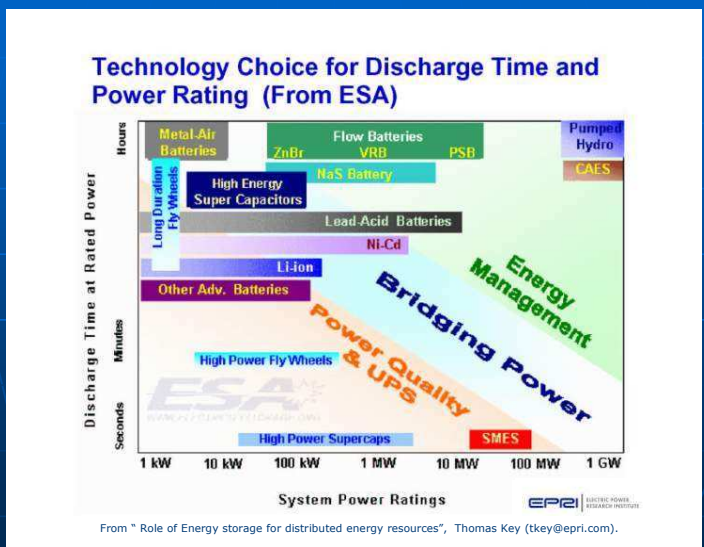 Technology Choice for Discharge Time and
Power Rating (From ESA)
Discharge Time at Rated Power
Hours
Minutes
Seconds
Metal-Air
Batteries
Flow Batteries
ZnBr VRB PSB
Pumped
Hydro
CAES
NaS Battery
Long Duration
Fly Wheels
High Energy
Super Capacitors
Lead-Acid Batteries
Ni-Cd
Li-ion
Other Adv. Batteries
Energy
Management
Bridging Power
Power Quality
& UPS
High Power Fly Wheels
ESA
High Power Supercaps
SMES
1 kW 10 kW 100 kW 1 MW 10 MW 100 MW 1 GW
System Power Ratings
EPRI ELECTRIC POWER
RESEARCH INSTITUTE
From “ Role of Energy storage for distributed energy resources”, Thomas Key (tkey@epri.com).